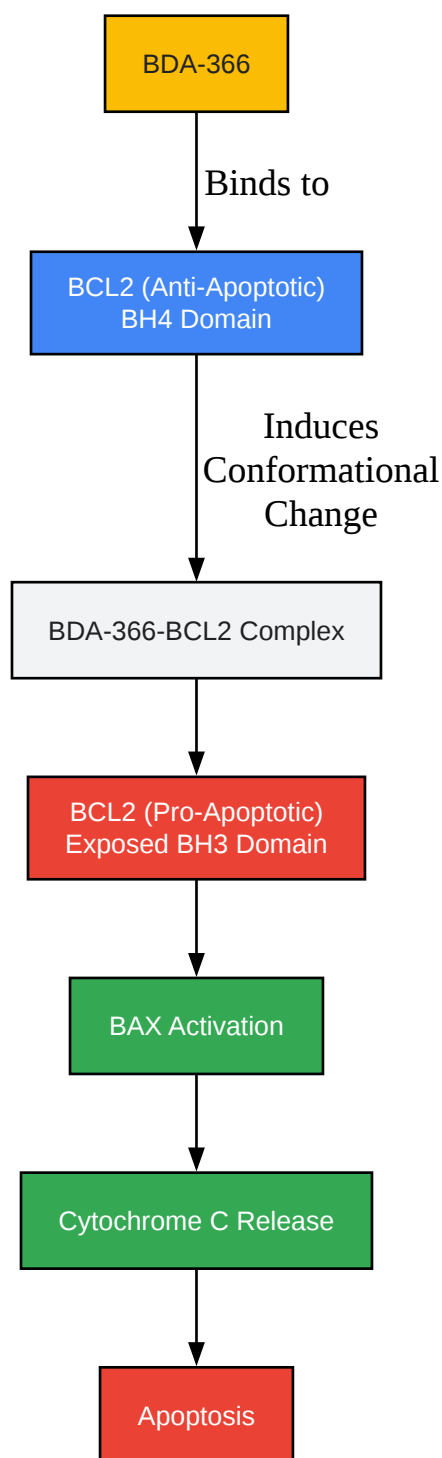 BDA-366
Binds to
BCL2 (Anti-Apoptotic)
BH4 Domain
Induces
Conformational
Change
BDA-366-BCL2 Complex
BCL2 (Pro-Apoptotic)
Exposed BH3 Domain
BAX Activation
Cytochrome C Release
Apoptosis